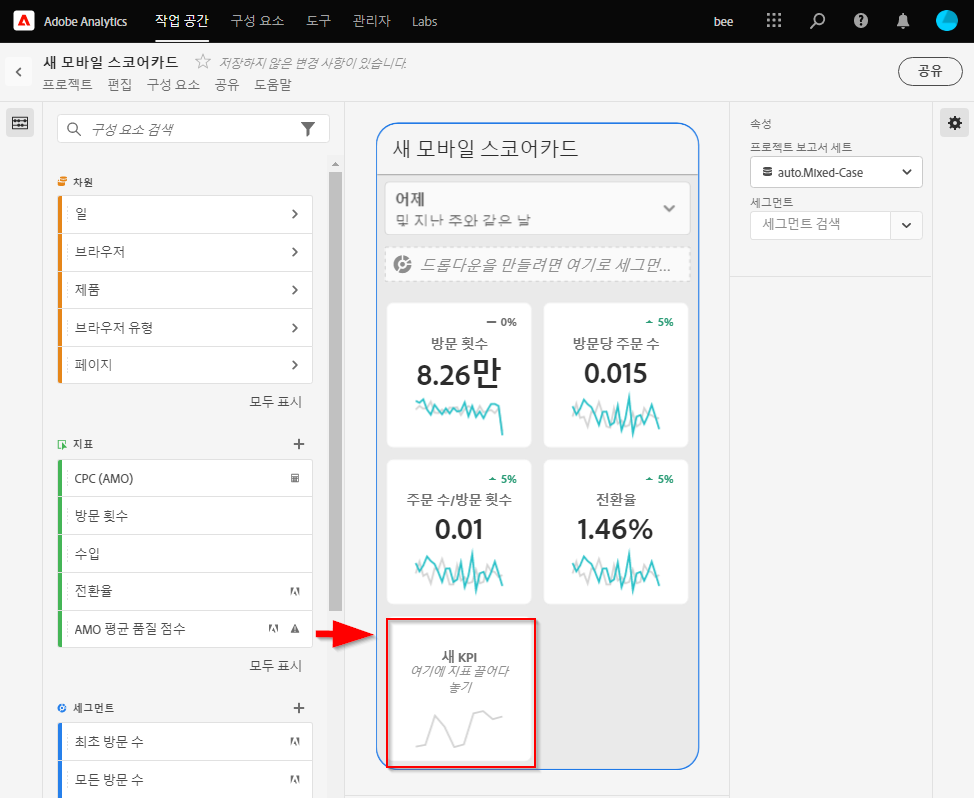 Adobe Analytics 작업 공간 구성 요소 도구 관리자 Labs bee
새 모바일 스코어카드 저장하지 않은 변경 사항이 있습니다.
프로젝트 편집 구성 요소 공유 도움말
공유
구성 요소 검색
차원
일
브라우저
제품
브라우저 유형
페이지
모두 표시
지표
CPC (AMO)
방문 횟수
수입
전환율
AMO 평균 품질 점수
모두 표시
세그먼트
최초 방문 수
모든 방문 수
새 모바일 스코어카드
어제
및 지난 주와 같은 날
드롭다운을 만들려면 여기로 세그먼...
0%
방문 횟수
8.26만
5%
방문당 주문 수
0.015
5%
주문 수/방문 횟수
0.01
5%
전환율
1.46%
새 KPI
여기에 지표 끌어다
놓기
속성
프로젝트 보고서 세트
auto.Mixed-Case
세그먼트
세그먼트 검색